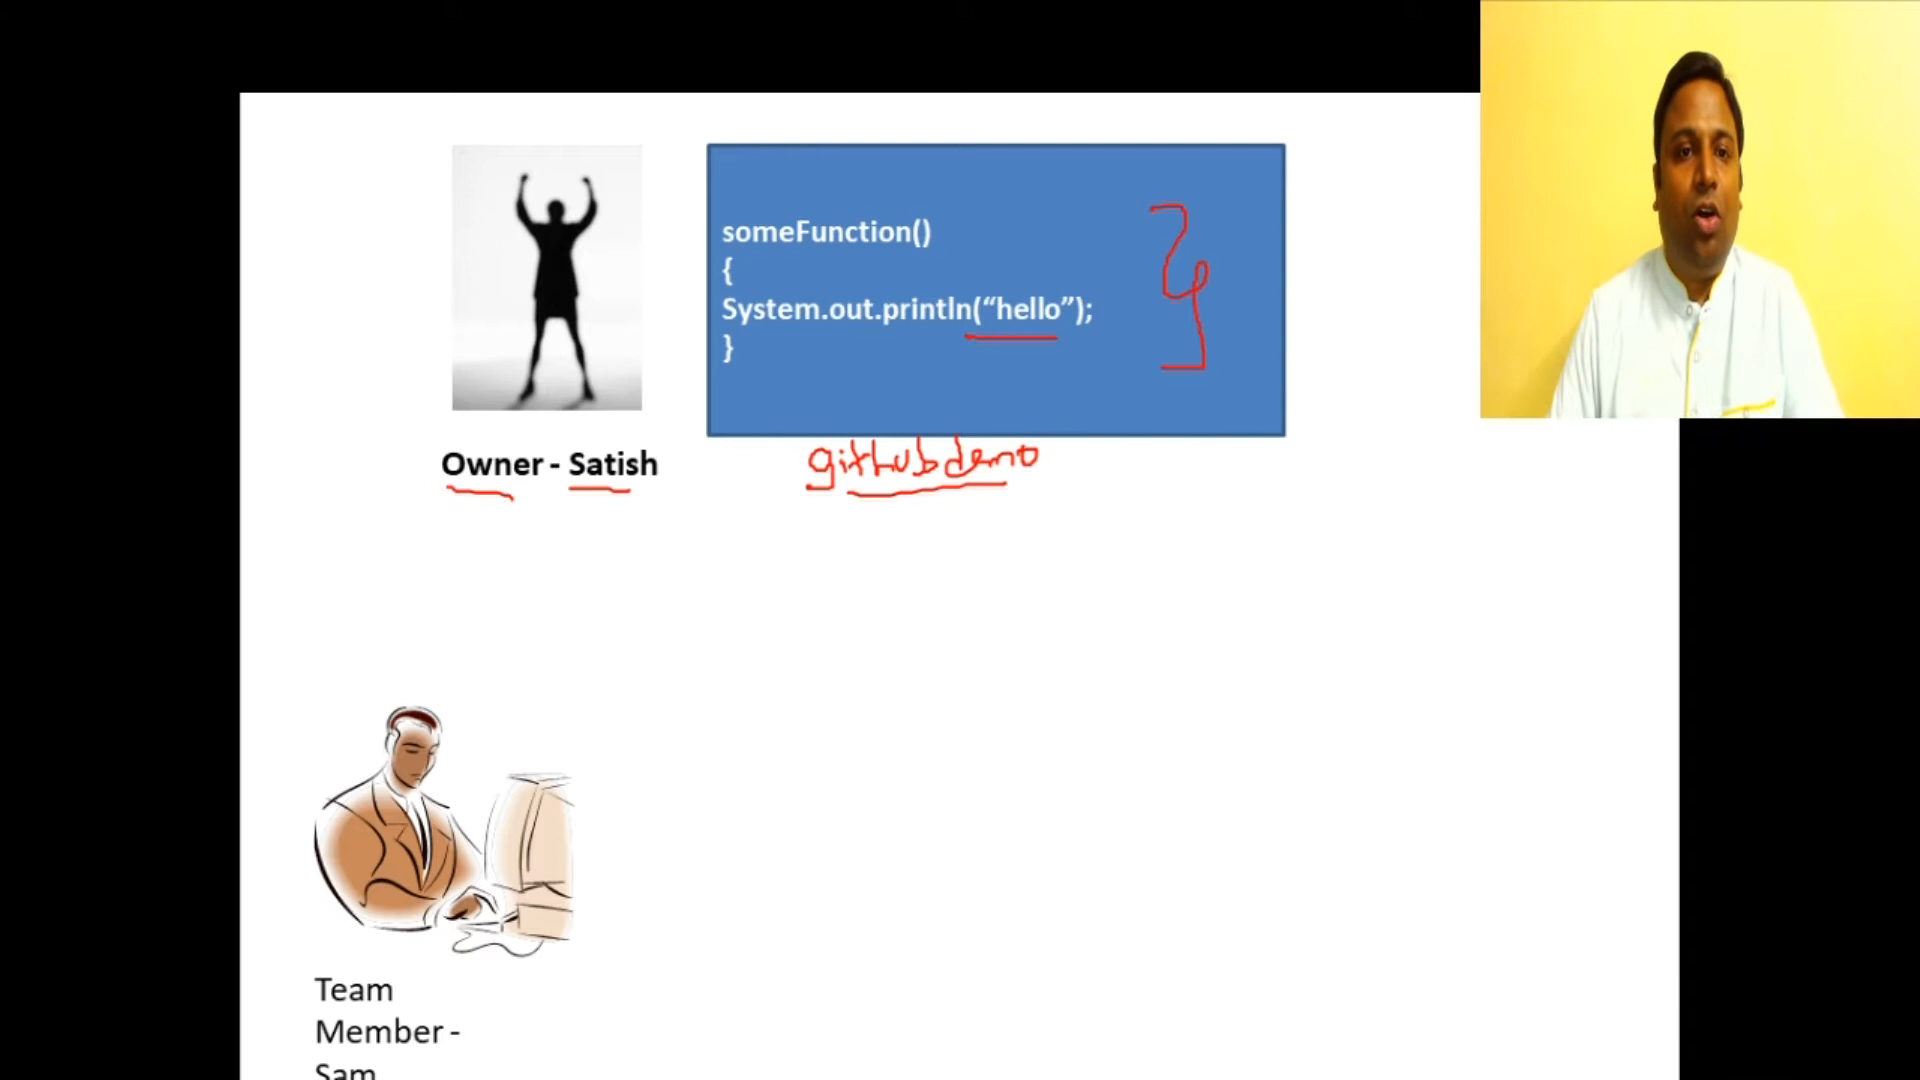 someFunction()
{
System.out.println(“hello”);
}
Owner - Satish
githubdemo
Team
Member -
Sam